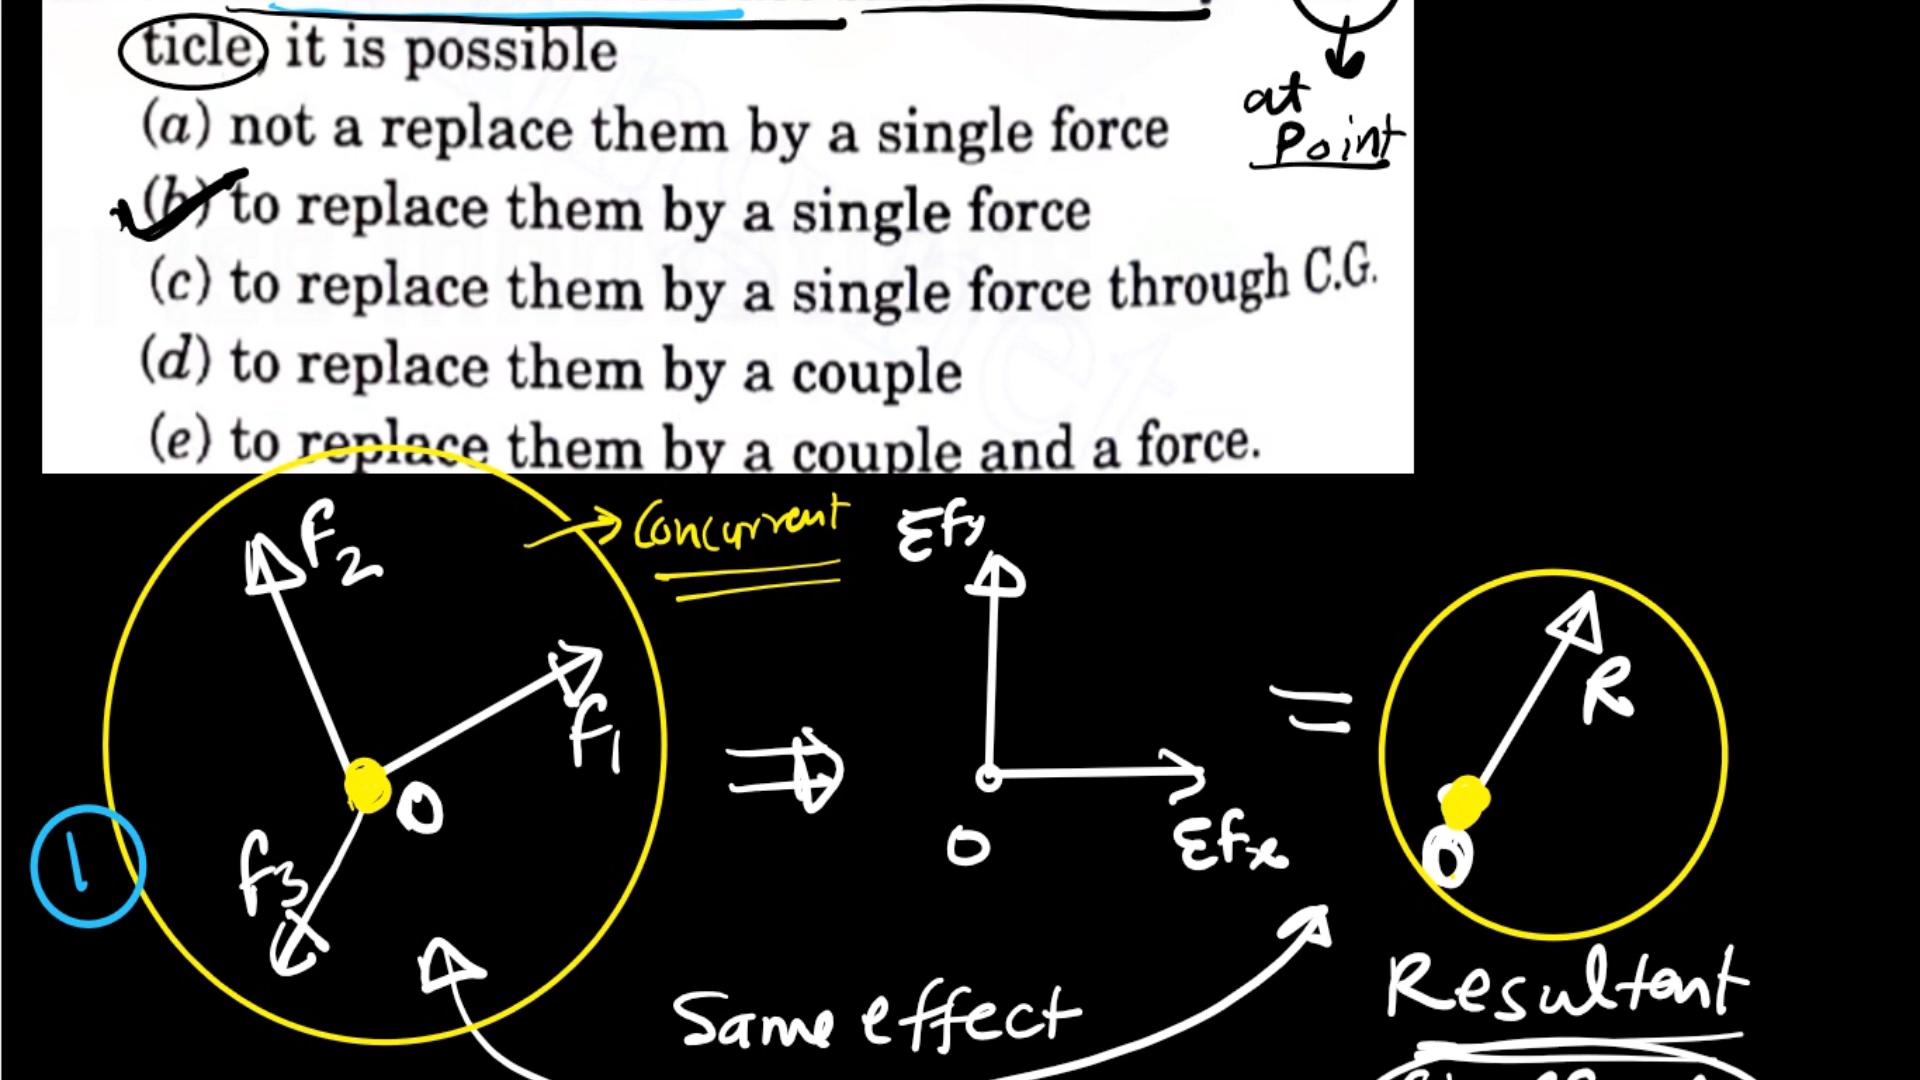 ticle, it is possible
(a) not a replace them by a single force
(b) to replace them by a single force
(c) to replace them by a single force through C.G.
(d) to replace them by a couple
(e) to replace them by a couple and a force.
at
Point
F2
F1
F3
O
1
Concurrent
ΣFy
ΣFx
O
=
R
O
Same effect
Resultant